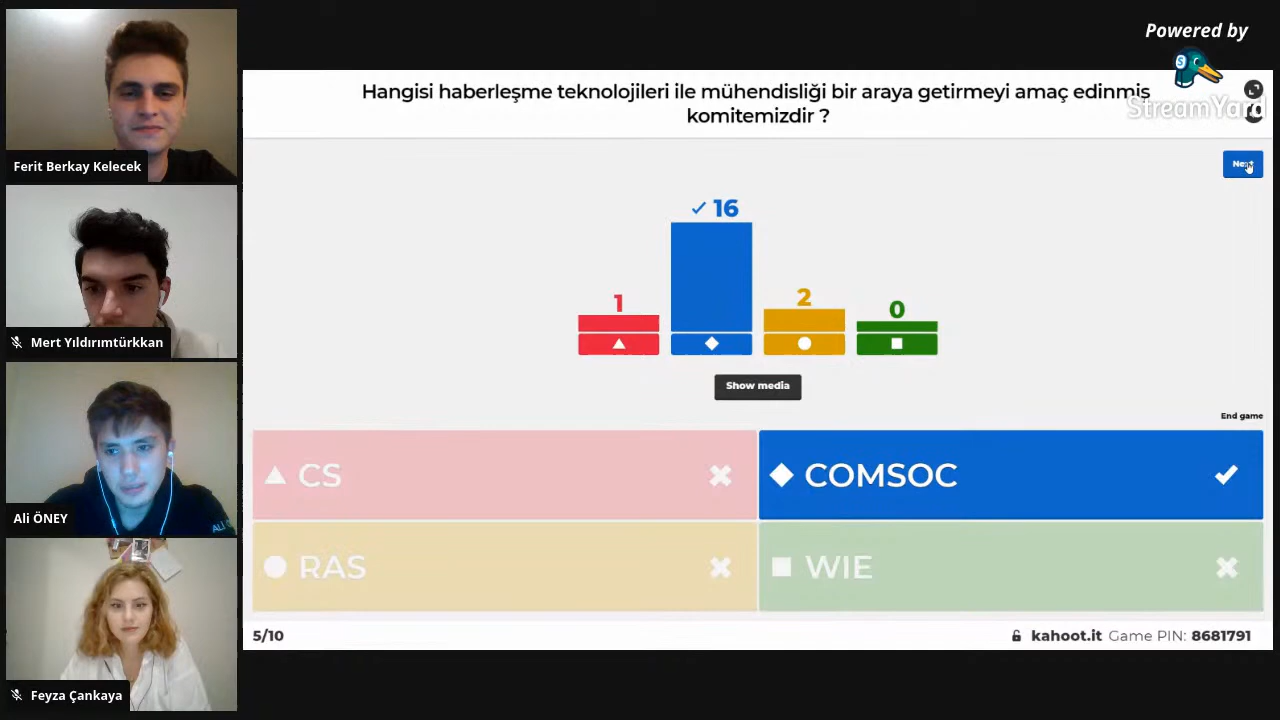 Powered by
StreamYard
Hangisi haberleşme teknolojileri ile mühendisliği bir araya getirmeyi amaç edinmiş
komitemizdir ?
Next
16
1
2
0
Show media
End game
CS
COMSOC
RAS
WIE
5/10
kahoot.it Game PIN: 8681791
Ferit Berkay Kelecek
Mert Yıldırımtürkkan
Ali ÖNEY
Feyza Çankaya